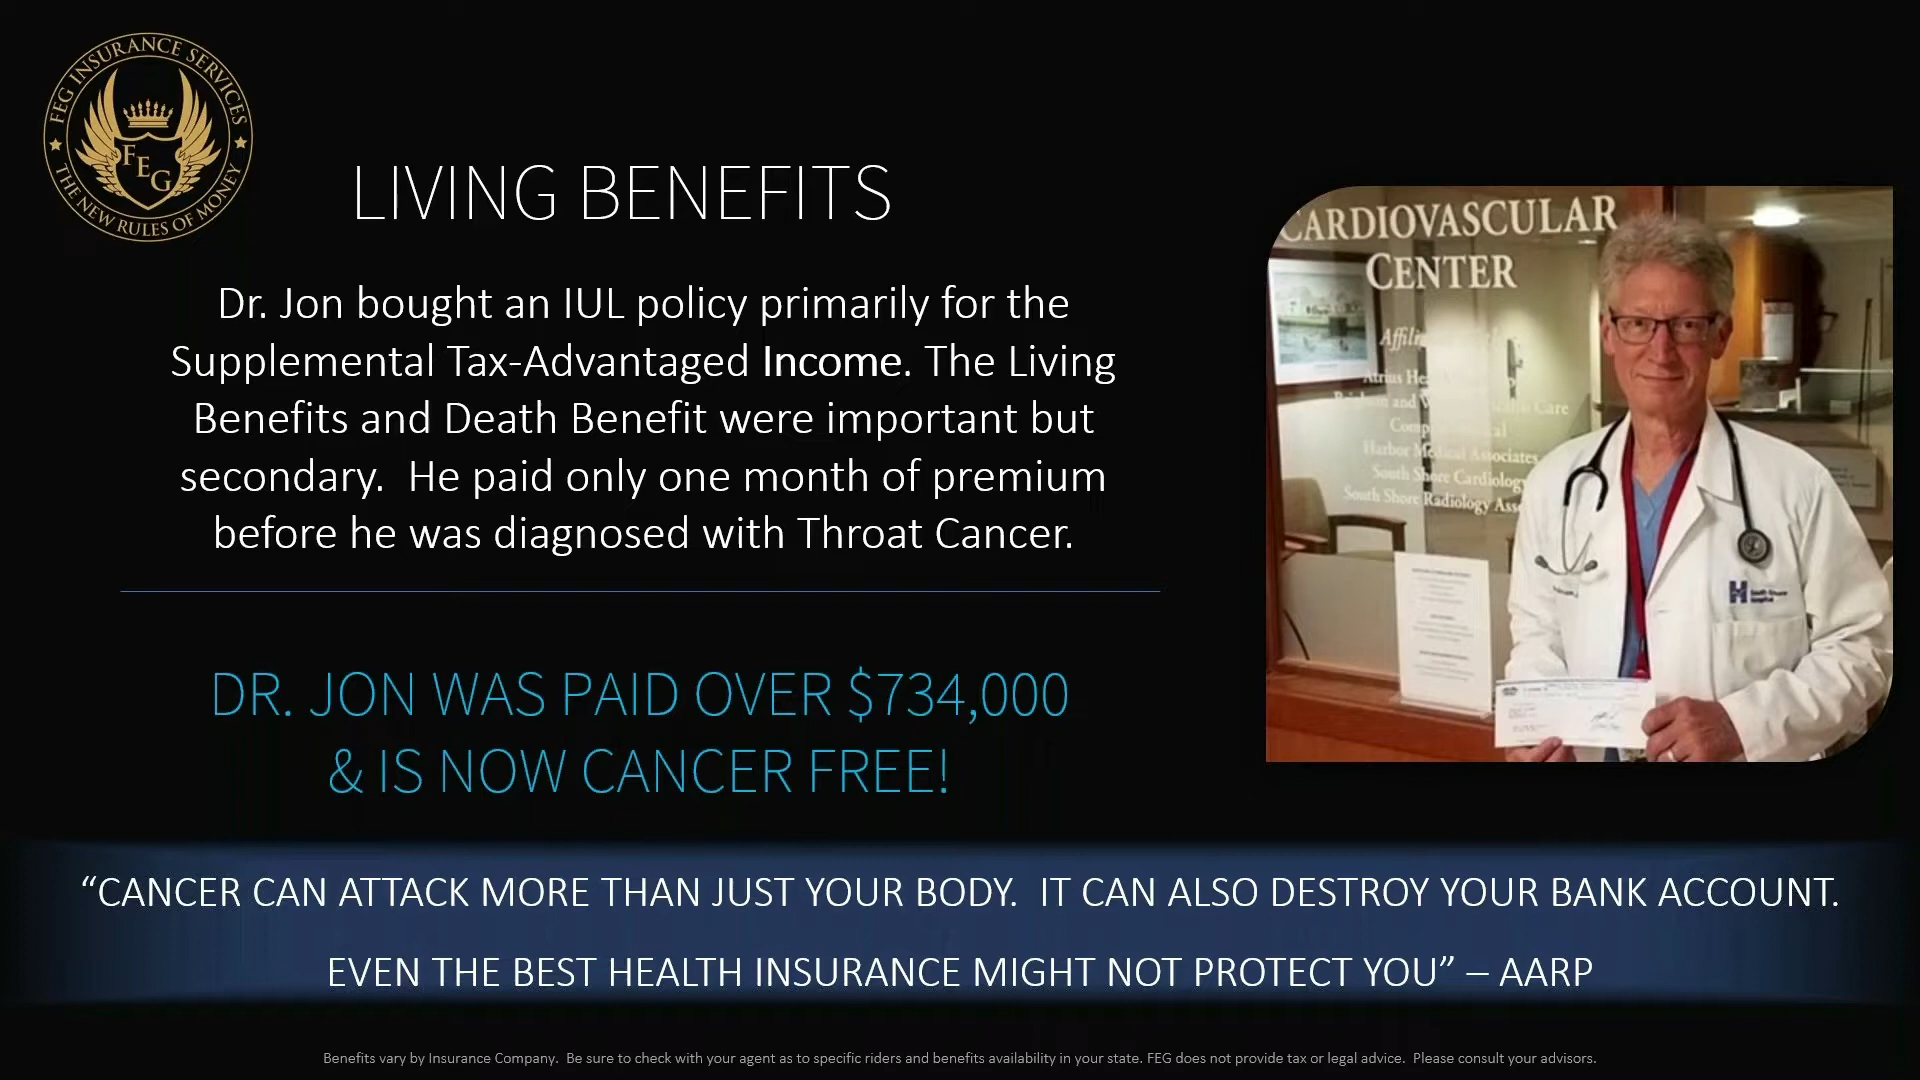 FEG INSURANCE SERVICES
FEG
THE NEW RULES OF MONEY
LIVING BENEFITS
Dr. Jon bought an IUL policy primarily for the
Supplemental Tax-Advantaged Income. The Living
Benefits and Death Benefit were important but
secondary.  He paid only one month of premium
before he was diagnosed with Throat Cancer.
DR. JON WAS PAID OVER $734,000
& IS NOW CANCER FREE!
CARDIOVASCULAR
CENTER
Harbor Medical Associates
South Shore Cardiology
South Shore Radiology
H South Shore
Hospital
“CANCER CAN ATTACK MORE THAN JUST YOUR BODY.  IT CAN ALSO DESTROY YOUR BANK ACCOUNT.
EVEN THE BEST HEALTH INSURANCE MIGHT NOT PROTECT YOU” – AARP
Benefits vary by Insurance Company.  Be sure to check with your agent as to specific riders and benefits availability in your state. FEG does not provide tax or legal advice.  Please consult your advisors.